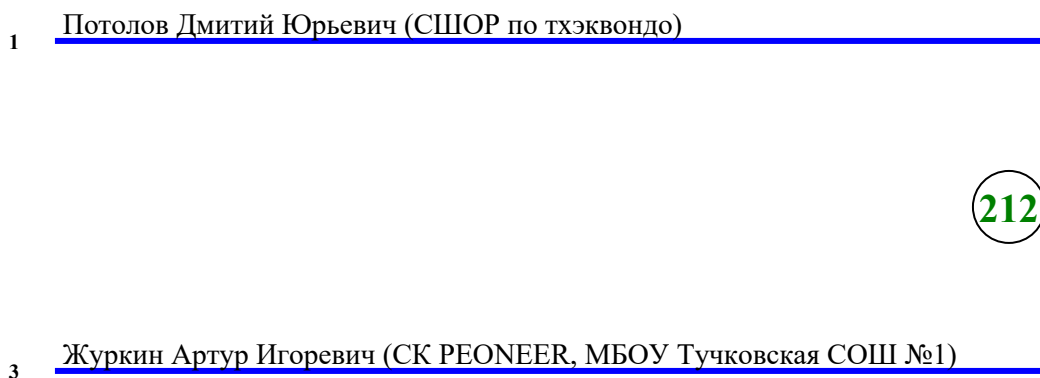 Потолов Дмитий Юрьевич (СШОР по тхэквондо)
1
212
Журкин Артур Игоревич (СК PEONEER, МБОУ Тучковская СОШ №1)
3